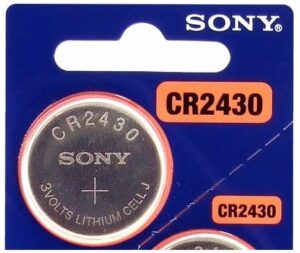 SONY®
CR2430
CR2430
SONY
+
3VOLTS LITHIUM CELL J
CR2430